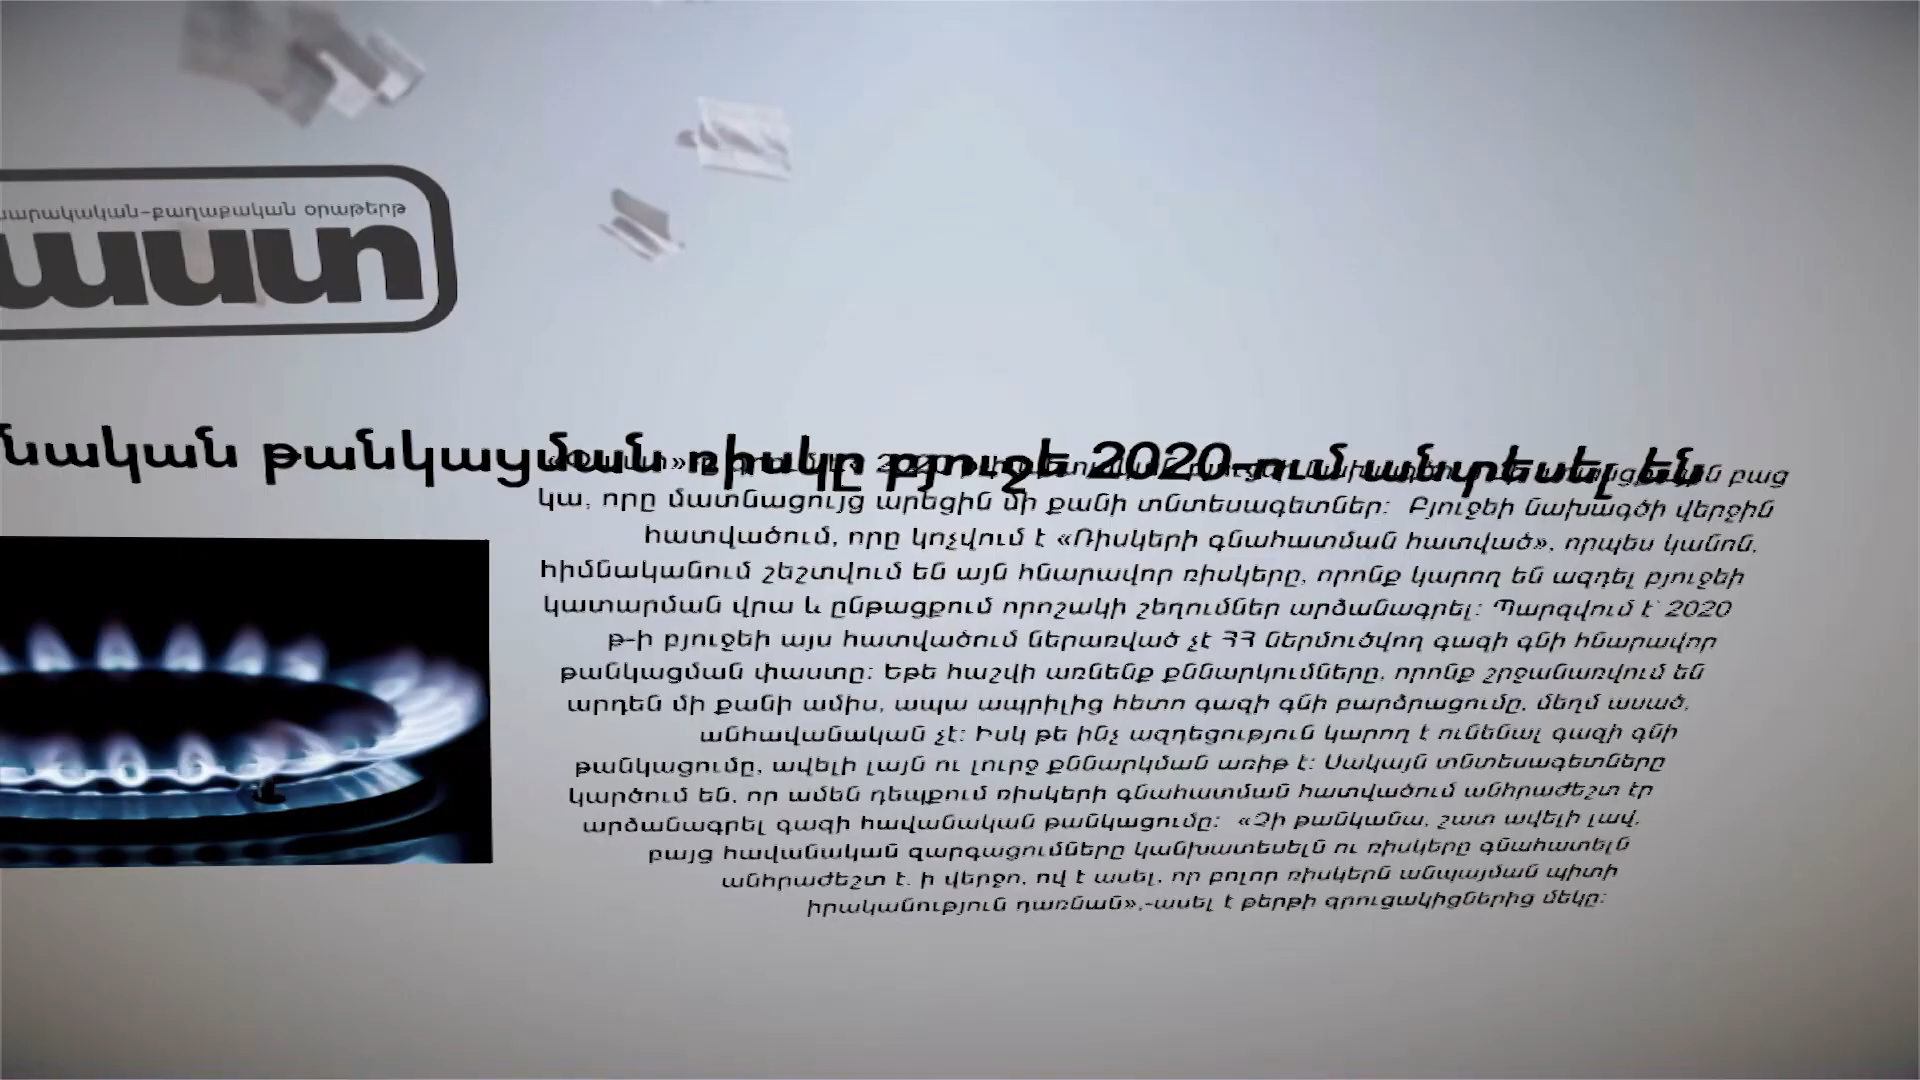 օրաթերթ
թանկացման ռիսկը բյուջե 2020-ում անտեսել են
բաց
կա, որը մատնացույց արեցին մի քանի տնտեսագետներ: Բյուջեի նախագծի վերջին
հատվածում, որը կոչվում է «Ռիսկերի գնահատման հատված», որպես կանոն,
հիմնականում շեշտվում են այն հնարավոր ռիսկերը, որոնք կարող են ազդել բյուջեի
կատարման վրա և ընթացքում որոշակի շեղումներ արձանագրել: Պարզվում է՝ 2020
թ-ի բյուջեի այս հատվածում ներառված չէ ՀՀ ներմուծվող գազի գնի հնարավոր
թանկացման փաստը: Եթե հաշվի առնենք քննարկումները, որոնք շրջանառվում են
արդեն մի քանի ամիս, ապա ապրիլից հետո գազի գնի բարձրացումը, մեղմ ասած,
անհավանական չէ: Իսկ թե ինչ ազդեցություն կարող է ունենալ գազի գնի
թանկացումը, ավելի լայն ու լուրջ քննարկման առիթ է: Սակայն տնտեսագետները
կարծում են, որ ամեն դեպքում ռիսկերի գնահատման հատվածում անհրաժեշտ էր
արձանագրել գազի հավանական թանկացումը: «Չի թանկանա, շատ ավելի լավ,
բայց հավանական զարգացումները կանխատեսելն ու ռիսկերը գնահատելն
անհրաժեշտ է. ի վերջո, ով է ասել, որ բոլոր ռիսկերն անպայման պիտի
իրականություն դառնան»,-ասել է թերթի զրուցակիցներից մեկը: